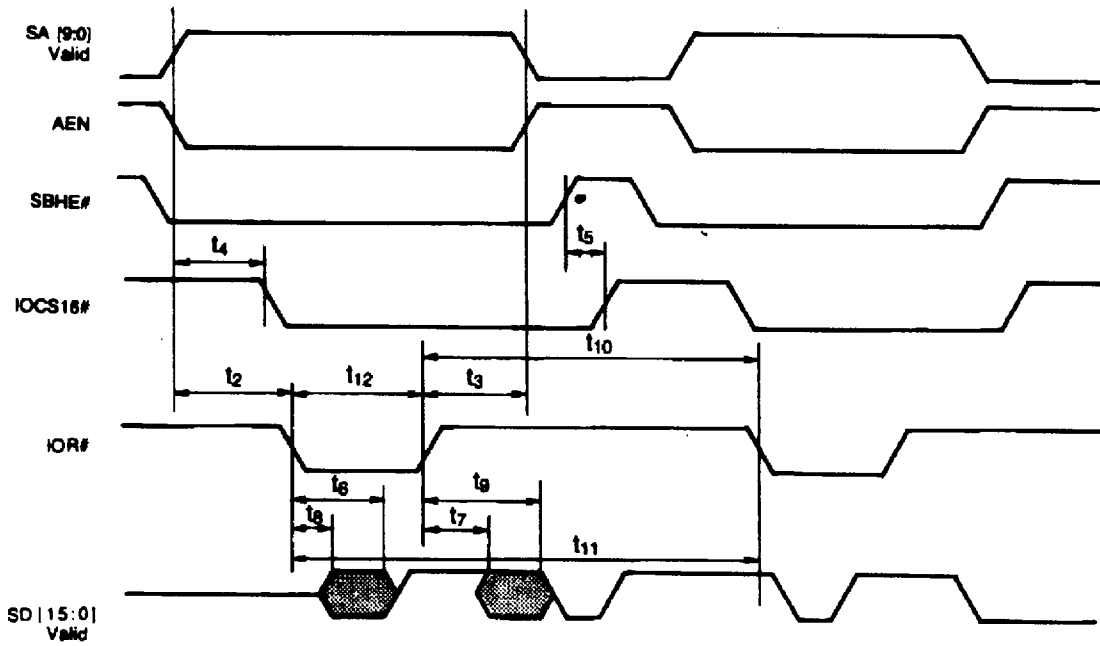 SA [9:0]
Valid
AEN
SBHE#
t5
t4
IOCS16#
t10
t2
t12
t3
IOR#
t6
t9
t8
t7
t11
SD [15:0]
Valid